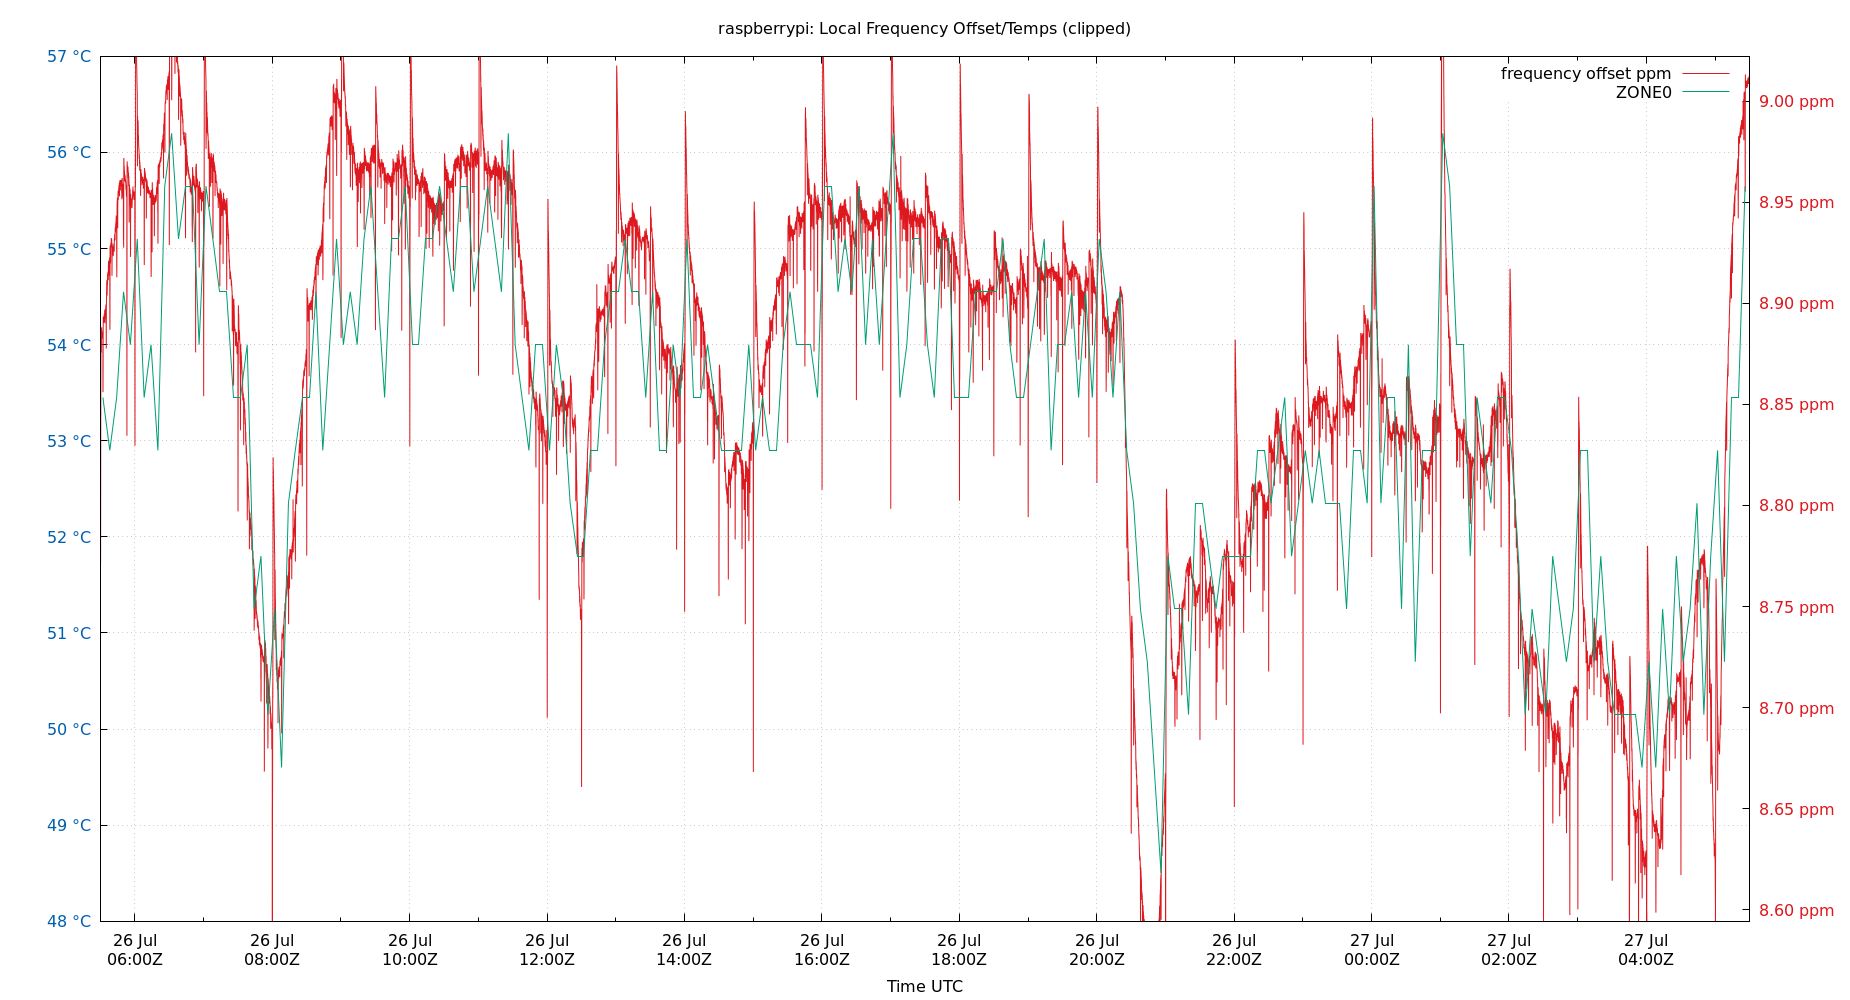 raspberrypi: Local Frequency Offset/Temps (clipped)
frequency offset ppm
ZONE0
57 °C
56 °C
55 °C
54 °C
53 °C
52 °C
51 °C
50 °C
49 °C
48 °C
9.00 ppm
8.95 ppm
8.90 ppm
8.85 ppm
8.80 ppm
8.75 ppm
8.70 ppm
8.65 ppm
8.60 ppm
26 Jul
06:00Z
26 Jul
08:00Z
26 Jul
10:00Z
26 Jul
12:00Z
26 Jul
14:00Z
26 Jul
16:00Z
26 Jul
18:00Z
26 Jul
20:00Z
26 Jul
22:00Z
27 Jul
00:00Z
27 Jul
02:00Z
27 Jul
04:00Z
Time UTC